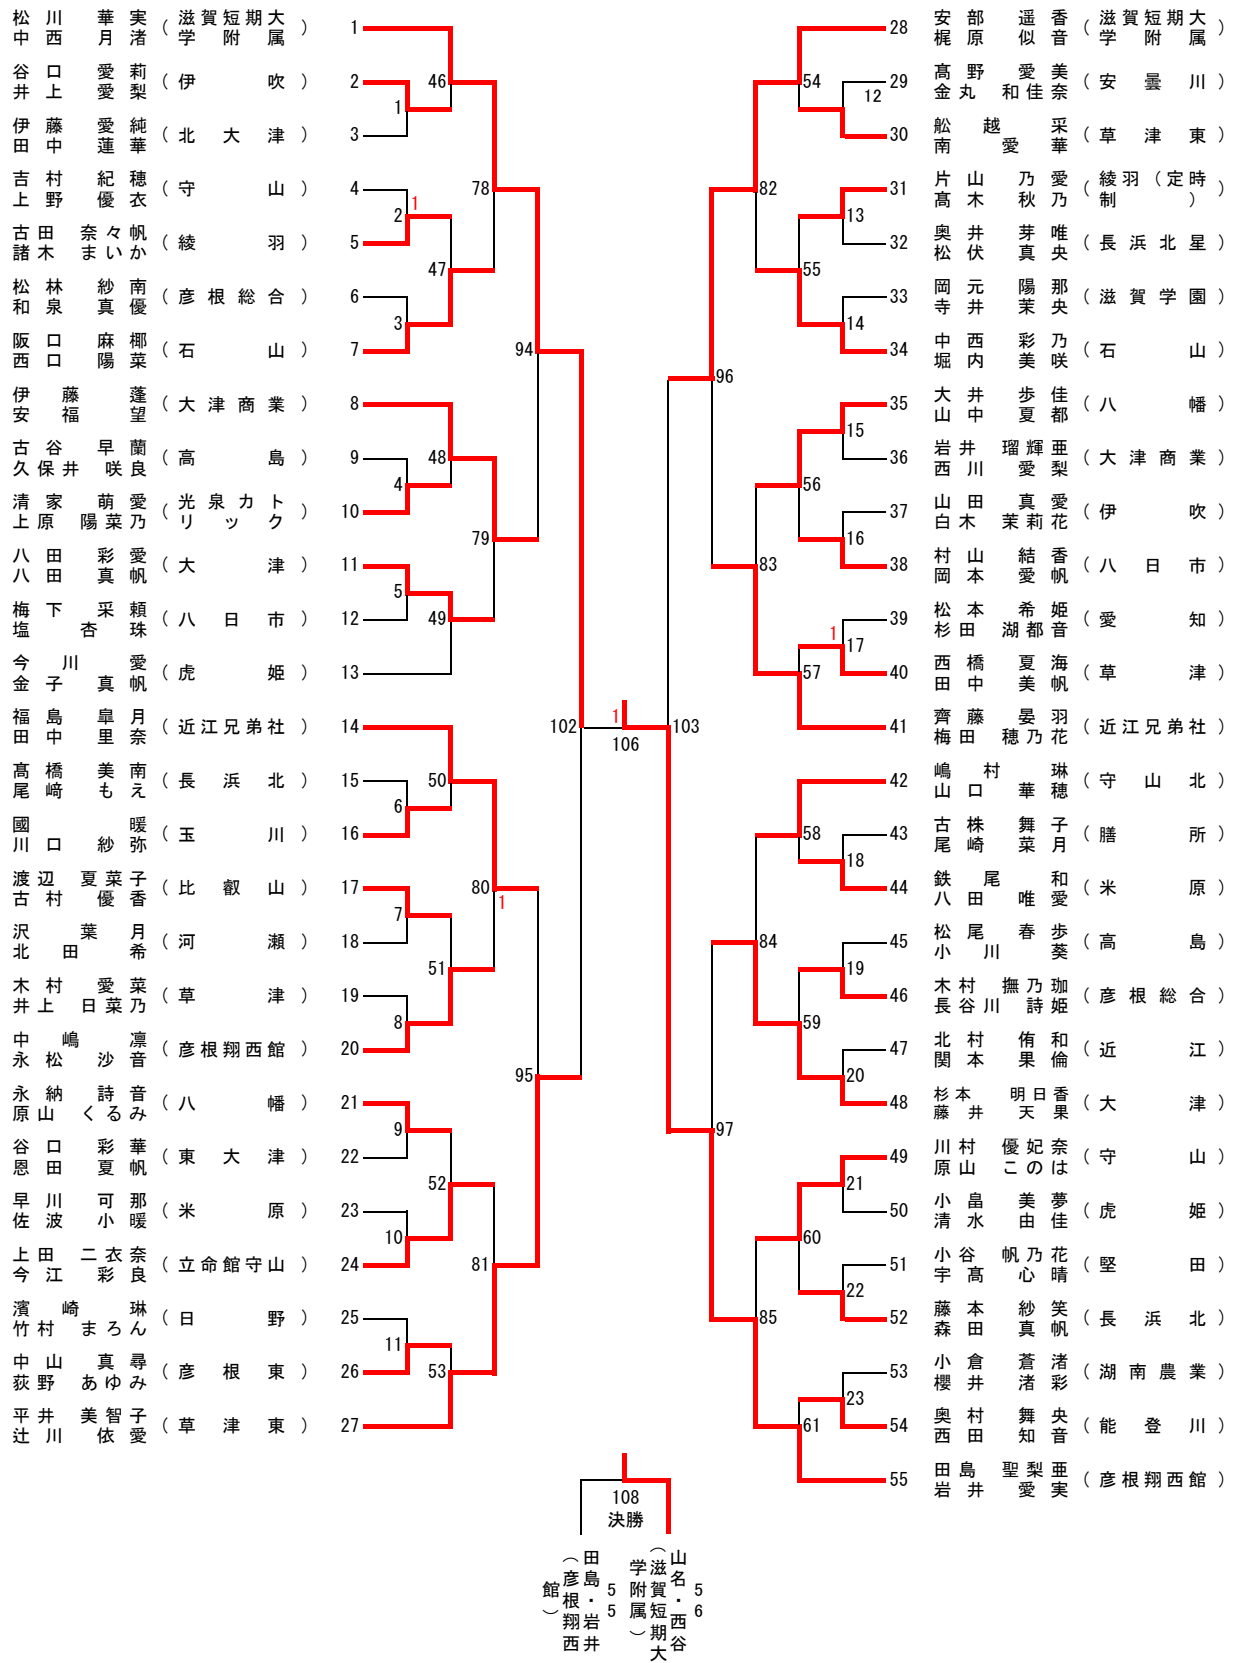 松川 華実 (滋賀短期大 1
中西 月渚 学附属)
谷口 愛莉 (伊吹) 2
井上 愛梨
伊藤 愛純 (北大津) 3
田中 蓮華
吉村 紀穂 (守山) 4
上野 優衣
古田 奈々帆 (綾羽) 5
諸木 まいか
松林 紗南 (彦根総合) 6
和泉 真優
阪口 麻椰 (石山) 7
西口 陽菜
伊藤 蓬 (大津商業) 8
安福 望
古谷 早蘭 (高島) 9
久保井 咲良
清家 萌愛 (光泉カト 10
上原 陽菜乃 リック)
八田 彩愛 (大津) 11
八田 真帆
梅下 采頼 (八日市) 12
塩 杏珠
今川 愛 (虎姫) 13
金子 真帆
福島 皐月 (近江兄弟社) 14
田中 里奈
髙橋 美南 (長浜北) 15
尾﨑 もえ
國 暖 (玉川) 16
川口 紗弥
渡辺 夏菜子 (比叡山) 17
古村 優香
沢 葉月 (河瀬) 18
北田 希
木村 愛菜 (草津) 19
井上 日菜乃
中嶋 凛 (彦根翔西館) 20
永松 沙音
永納 詩音 (八幡) 21
原山 くるみ
谷口 彩華 (東大津) 22
恩田 夏帆
早川 可那 (米原) 23
佐波 小暖
上田 二衣奈 (立命館守山) 24
今江 彩良
濱崎 琳 (日野) 25
竹村 まろん
中山 真尋 (彦根東) 26
荻野 あゆみ
平井 美智子 (草津東) 27
辻川 依愛
1
2
1
3
4
5
6
7
8
9
10
11
46
47
48
49
50
51
52
53
78
79
80
1
81
94
95
102
1
106
103
96
97
82
83
84
85
54
55
56
57
58
59
60
61
12
13
14
15
16
1
17
18
19
20
21
22
23
28 安部 遥香 (滋賀短期大
梶原 似音 学附属)
29 髙野 愛美 (安曇川)
金丸 和佳奈
30 舩越 采 (草津東)
南 愛華
31 片山 乃愛 (綾羽(定時
髙木 秋乃 制)
32 奥井 芽唯 (長浜北星)
松伏 真央
33 岡元 陽那 (滋賀学園)
寺井 茉央
34 中西 彩乃 (石山)
堀内 美咲
35 大井 歩佳 (八幡)
山中 夏都
36 岩井 瑠輝亜 (大津商業)
西川 愛梨
37 山田 真愛 (伊吹)
白木 茉莉花
38 村山 結香 (八日市)
岡本 愛帆
39 松本 希姫 (愛知)
杉田 湖都音
40 西橋 夏海 (草津)
田中 美帆
41 齊藤 晏羽 (近江兄弟社)
梅田 穂乃花
42 嶋村 琳 (守山北)
山口 華穂
43 古株 舞子 (膳所)
尾崎 菜月
44 鉄尾 和 (米原)
八田 唯愛
45 松尾 春歩 (高島)
小川 葵
46 木村 撫乃珈 (彦根総合)
長谷川 詩姫
47 北村 侑和 (近江)
関本 果倫
48 杉本 明日香 (大津)
藤井 天果
49 川村 優妃奈 (守山)
原山 このは
50 小畠 美夢 (虎姫)
清水 由佳
51 小谷 帆乃花 (堅田)
宇髙 心晴
52 藤本 紗笑 (長浜北)
森田 真帆
53 小倉 蒼渚 (湖南農業)
櫻井 渚彩
54 奥村 舞央 (能登川)
西田 知音
55 田島 聖梨亜 (彦根翔西館)
岩井 愛実
108
決勝
55
田島・岩井
(彦根翔西
館)
56
山名・西谷
(滋賀短期大
学附属)